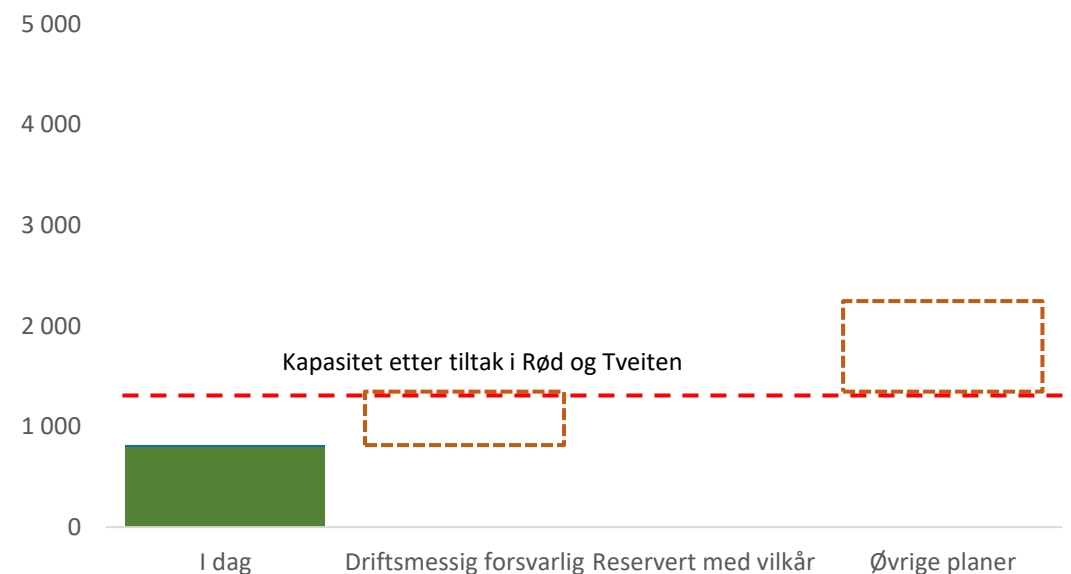 5 000
4 000
3 000
2 000
Kapasitet etter tiltak i Rød og Tveiten
1 000
0
I dag
Driftsmessig forsvarlig
Reservert med vilkår
Øvrige planer